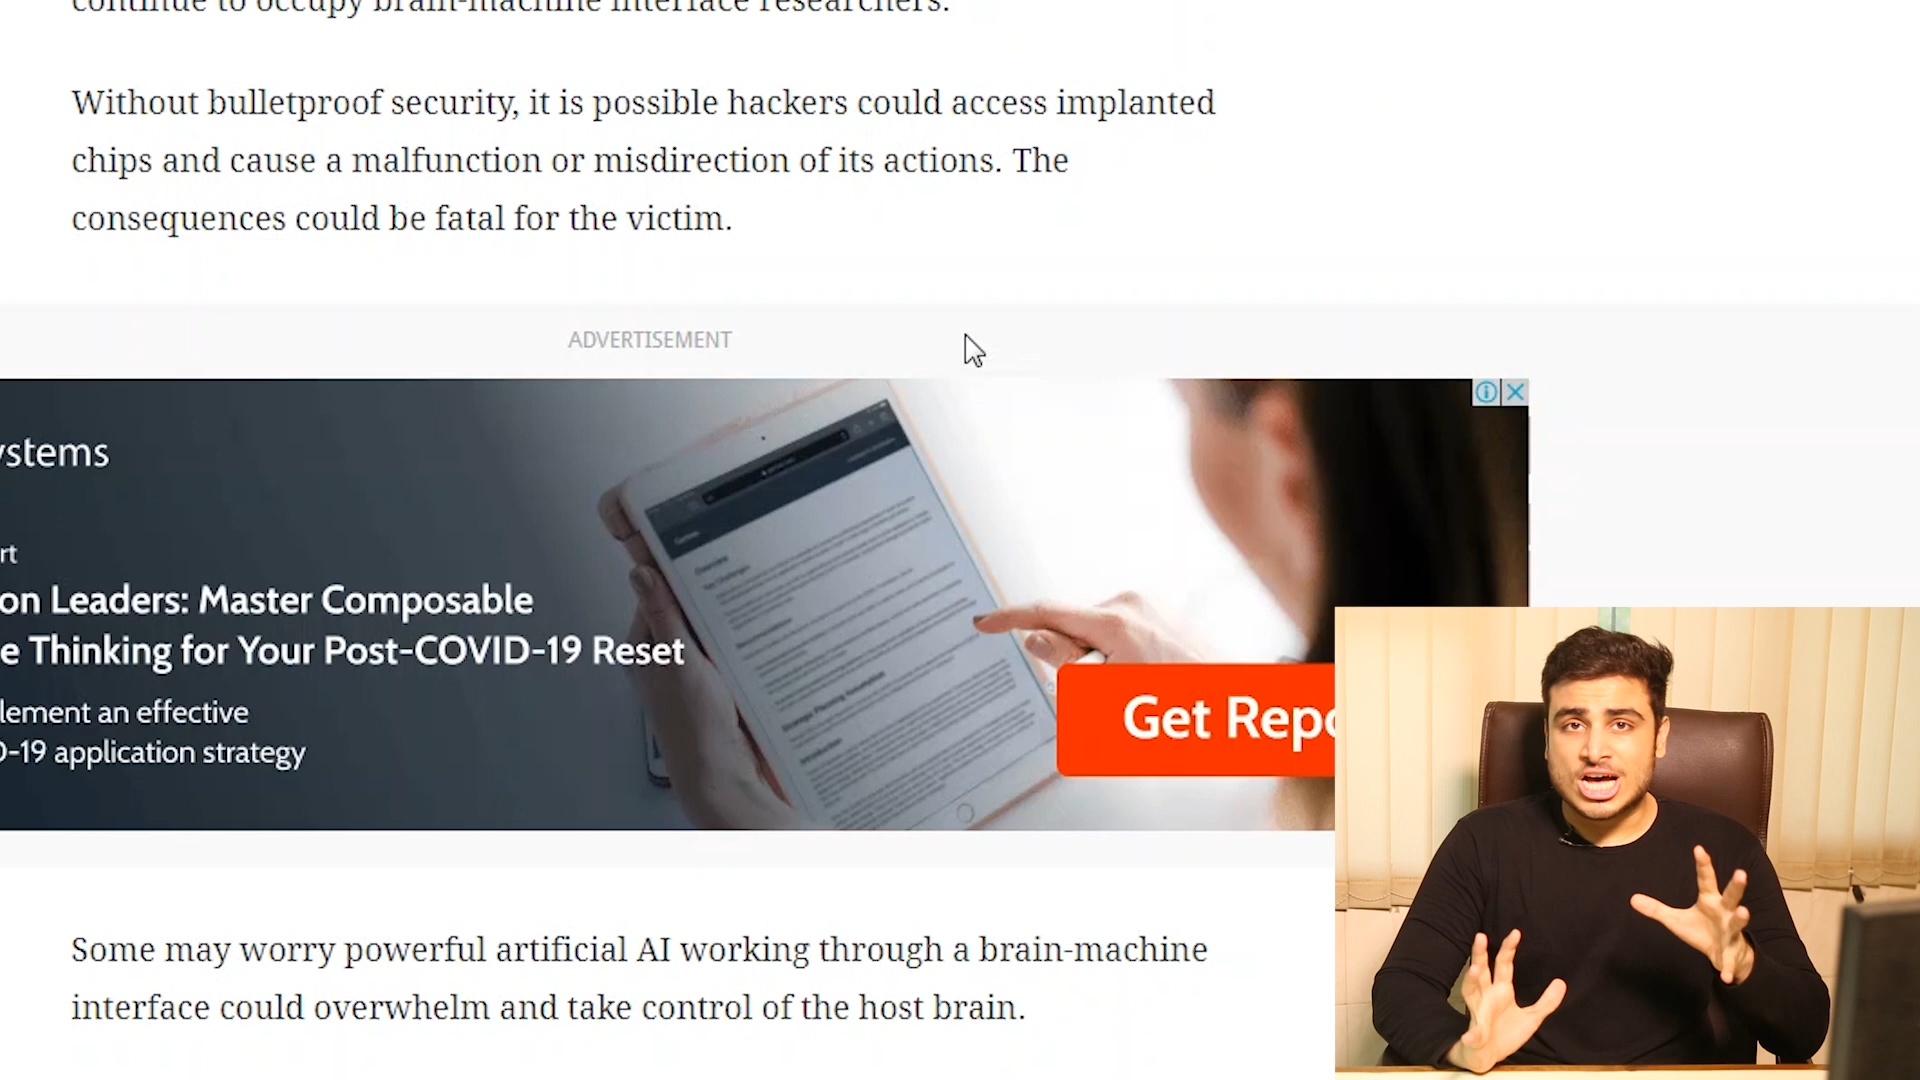 continue to occupy brain-machine interface researchers.
Without bulletproof security, it is possible hackers could access implanted
chips and cause a malfunction or misdirection of its actions. The
consequences could be fatal for the victim.
ADVERTISEMENT
ystems
rt
on Leaders: Master Composable
e Thinking for Your Post-COVID-19 Reset
lement an effective
D-19 application strategy
Get Repo
Some may worry powerful artificial AI working through a brain-machine
interface could overwhelm and take control of the host brain.